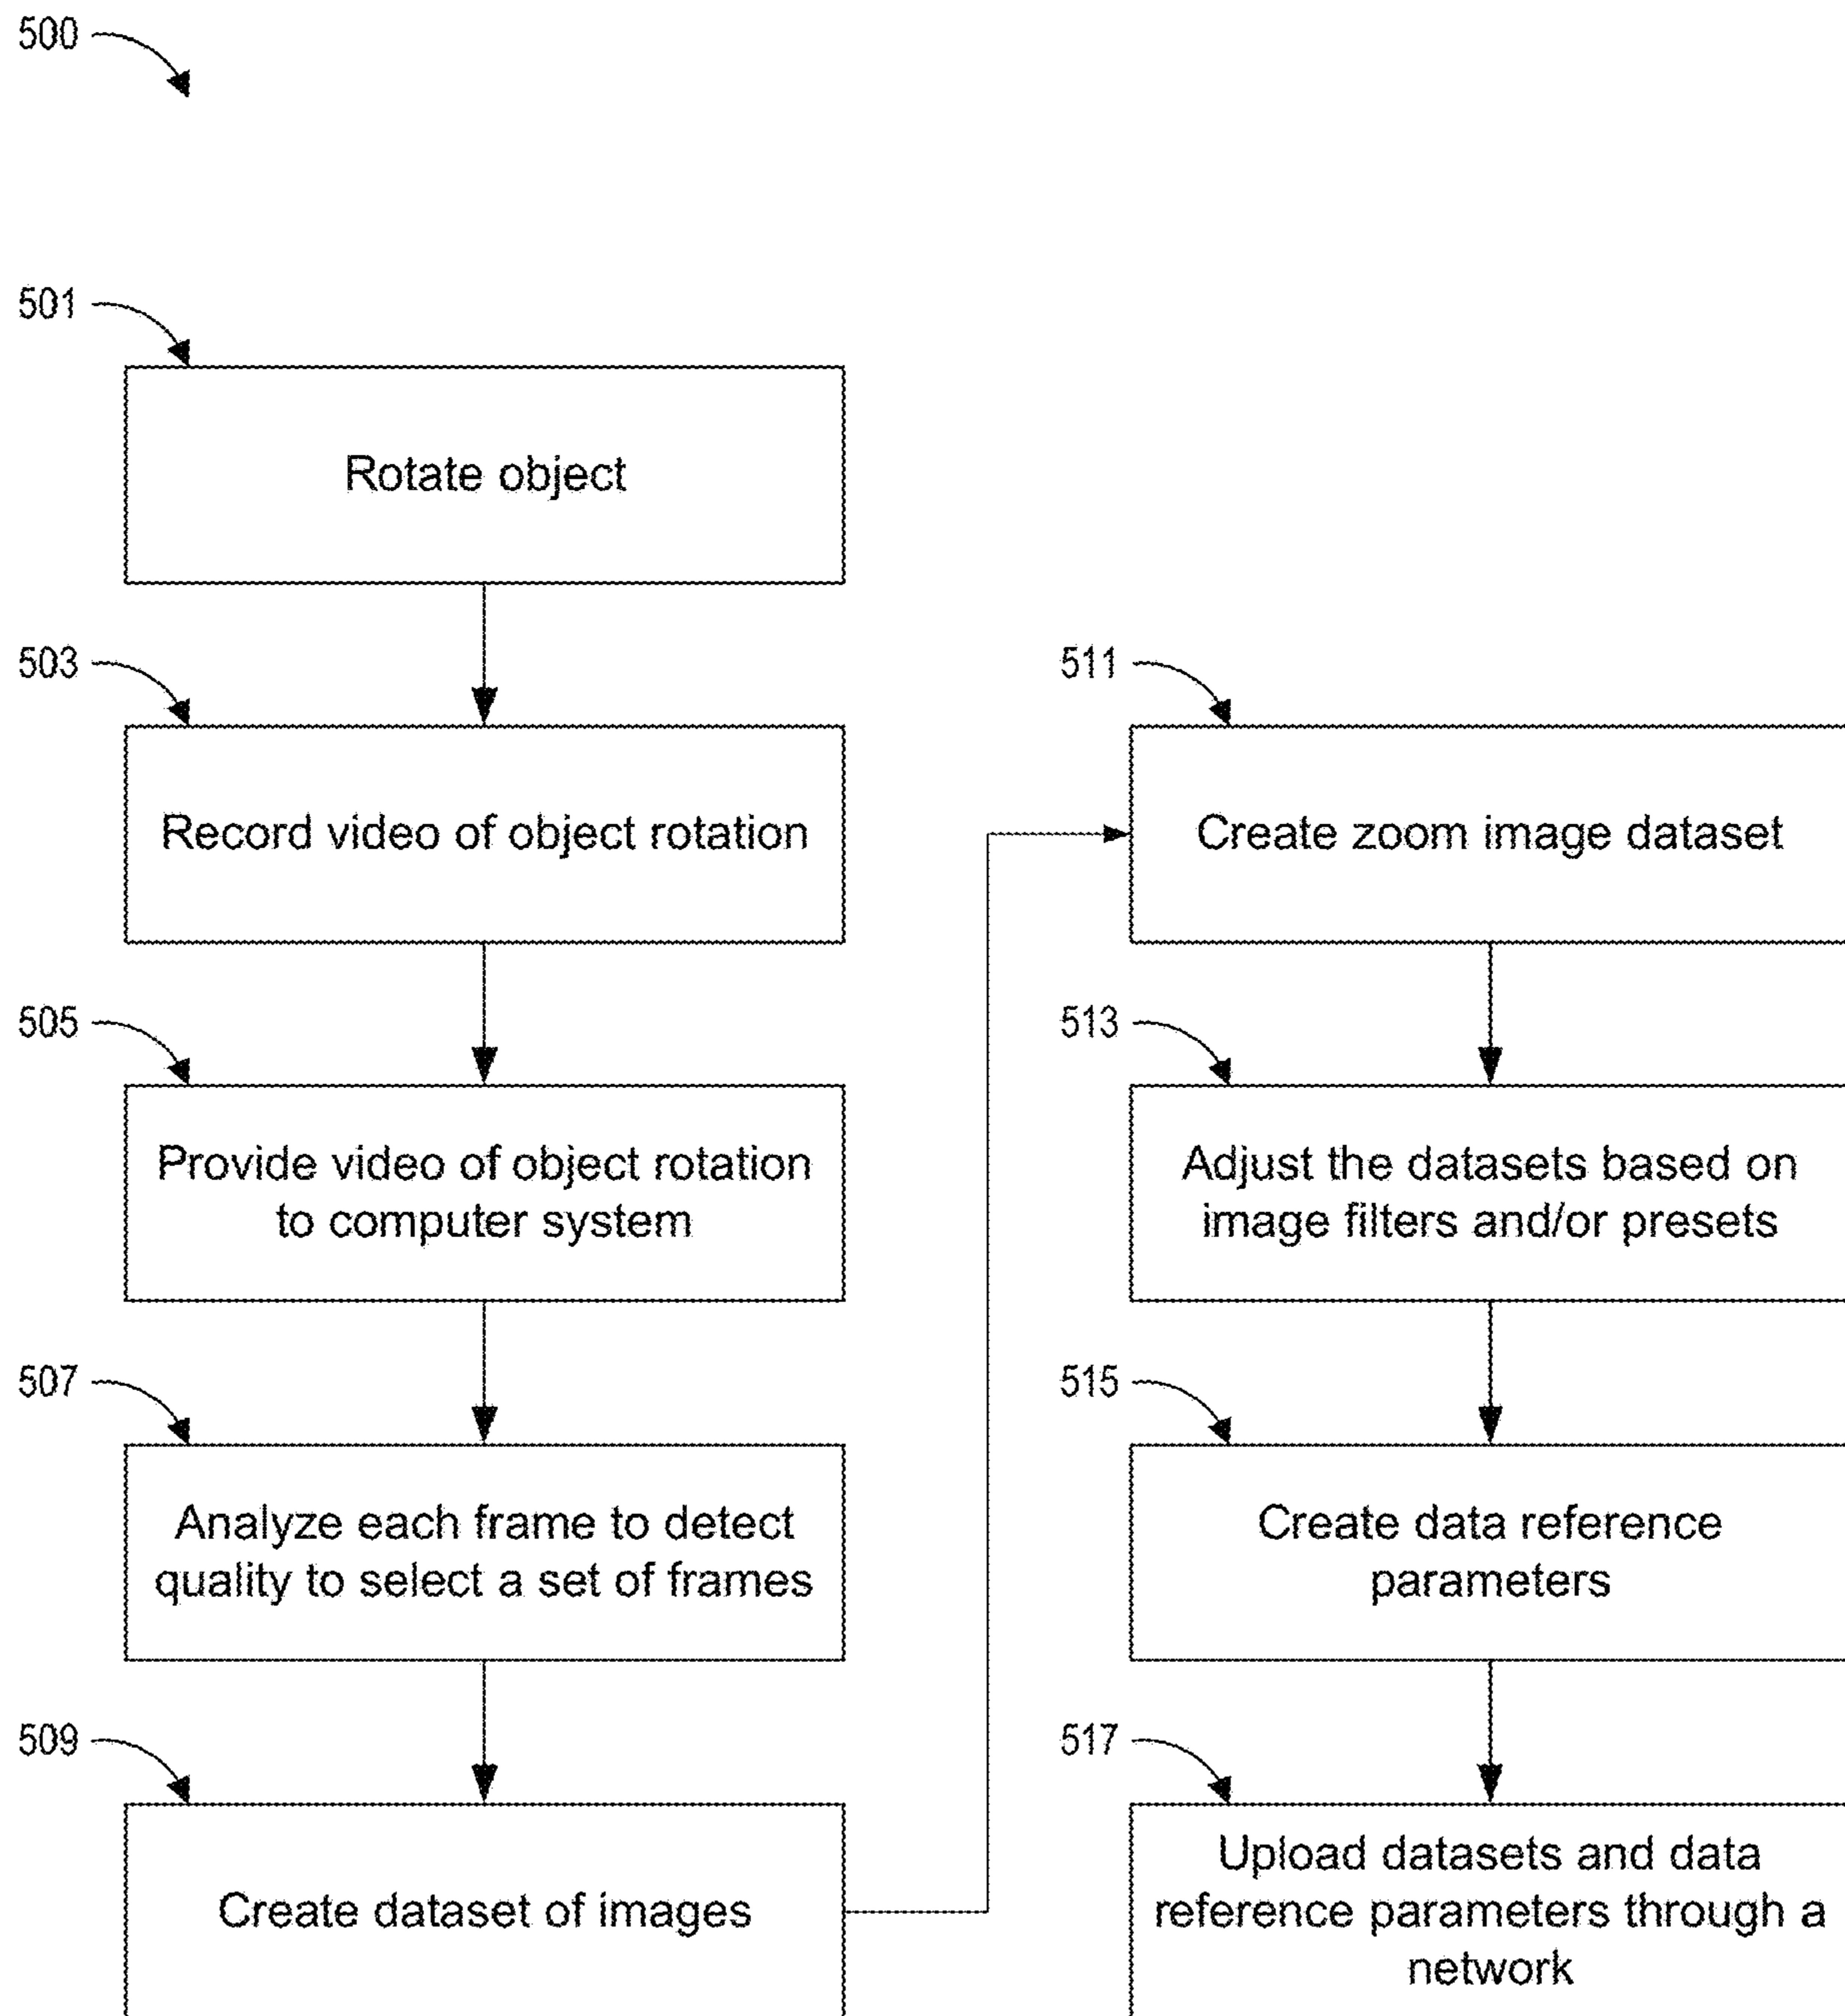 500
501
Rotate object
503
Record video of object rotation
505
Provide video of object rotation
to computer system
507
Analyze each frame to detect
quality to select a set of frames
509
Create dataset of images
511
Create zoom image dataset
513
Adjust the datasets based on
image filters and/or presets
515
Create data reference
parameters
517
Upload datasets and data
reference parameters through a
network